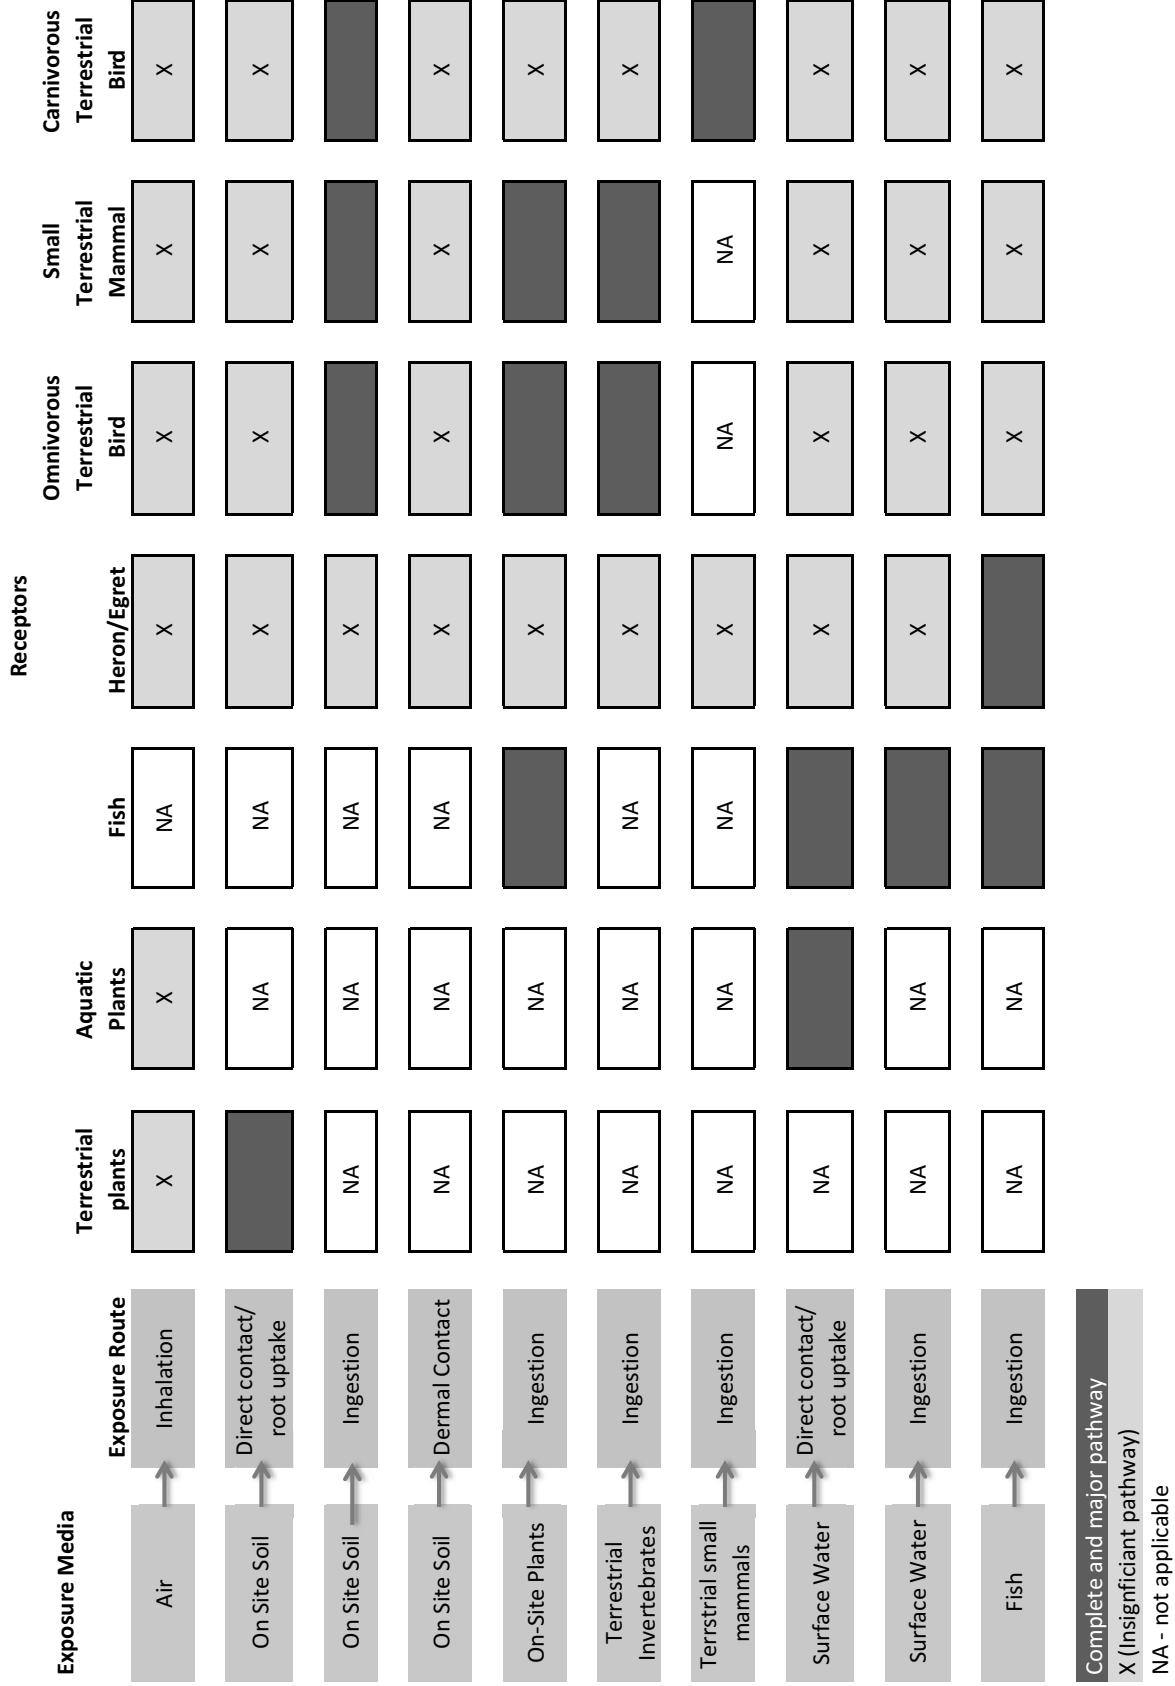 Receptors
Exposure Media
Exposure Route
Terrestrial
plants
Aquatic
Plants
Fish
Heron/Egret
Omnivorous
Terrestrial
Bird
Small
Terrestrial
Mammal
Carnivorous
Terrestrial
Bird
Air
Inhalation
X
X
NA
X
X
X
X
On Site Soil
Direct contact/
root uptake
NA
NA
X
X
X
X
On Site Soil
Ingestion
NA
NA
NA
X
On Site Soil
Dermal Contact
NA
NA
NA
X
X
X
X
On-Site Plants
Ingestion
NA
NA
X
X
Terrestrial
Invertebrates
Ingestion
NA
NA
NA
X
X
Terrstrial small
mammals
Ingestion
NA
NA
NA
X
NA
NA
Surface Water
Direct contact/
root uptake
NA
X
X
X
X
Surface Water
Ingestion
NA
NA
X
X
X
X
Fish
Ingestion
NA
NA
X
X
X
Complete and major pathway
X (Insignficiant pathway)
NA - not applicable